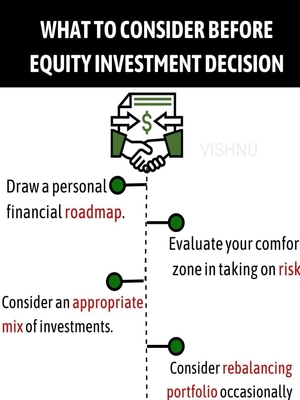 WHAT TO CONSIDER BEFORE
EQUITY INVESTMENT DECISION
$
VISHNU
Draw a personal
financial roadmap.
Evaluate your comfor
zone in taking on risk
Consider an appropriate
mix of investments.
Consider rebalancing
portfolio occasionally